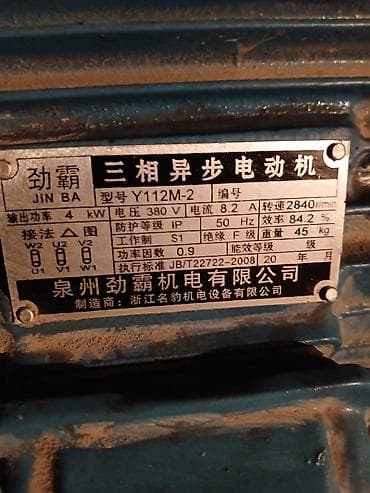 劲霸 三相异步电动机
JIN BA 型号 Y112M-2 编号
输出功率 4 kW 电压 380 V 电流 8.2 A 转速2840r/min
接法 △ 图 防护等级 IP 50 Hz 效率 84.2 %
W2 U2 V2 工作制 S1 绝缘 F 级 重量 45 kg
U1 V1 W1 功率因数 0.9 能效等级 级
执行标准 JB/T22722-2008 20 年 月
泉州劲霸机电有限公司
制造商：浙江名豹机电设备有限公司